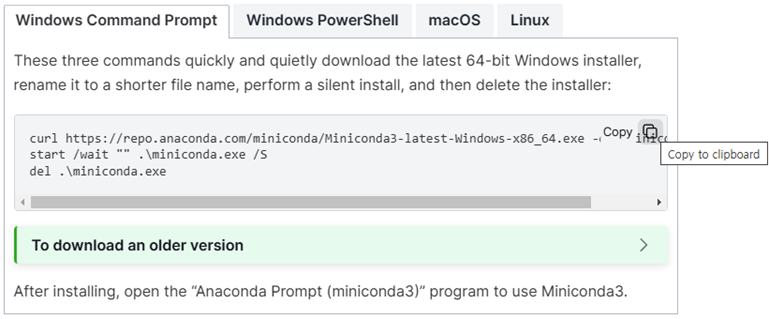 Windows Command Prompt Windows PowerShell macOS Linux
These three commands quickly and quietly download the latest 64-bit Windows installer,
rename it to a shorter file name, perform a silent install, and then delete the installer:
Copy
curl https://repo.anaconda.com/miniconda/Miniconda3-latest-Windows-x86_64.exe
start /wait "" .\miniconda.exe /S
Copy to clipboard
del .\miniconda.exe
To download an older version
After installing, open the “Anaconda Prompt (miniconda3)” program to use Miniconda3.